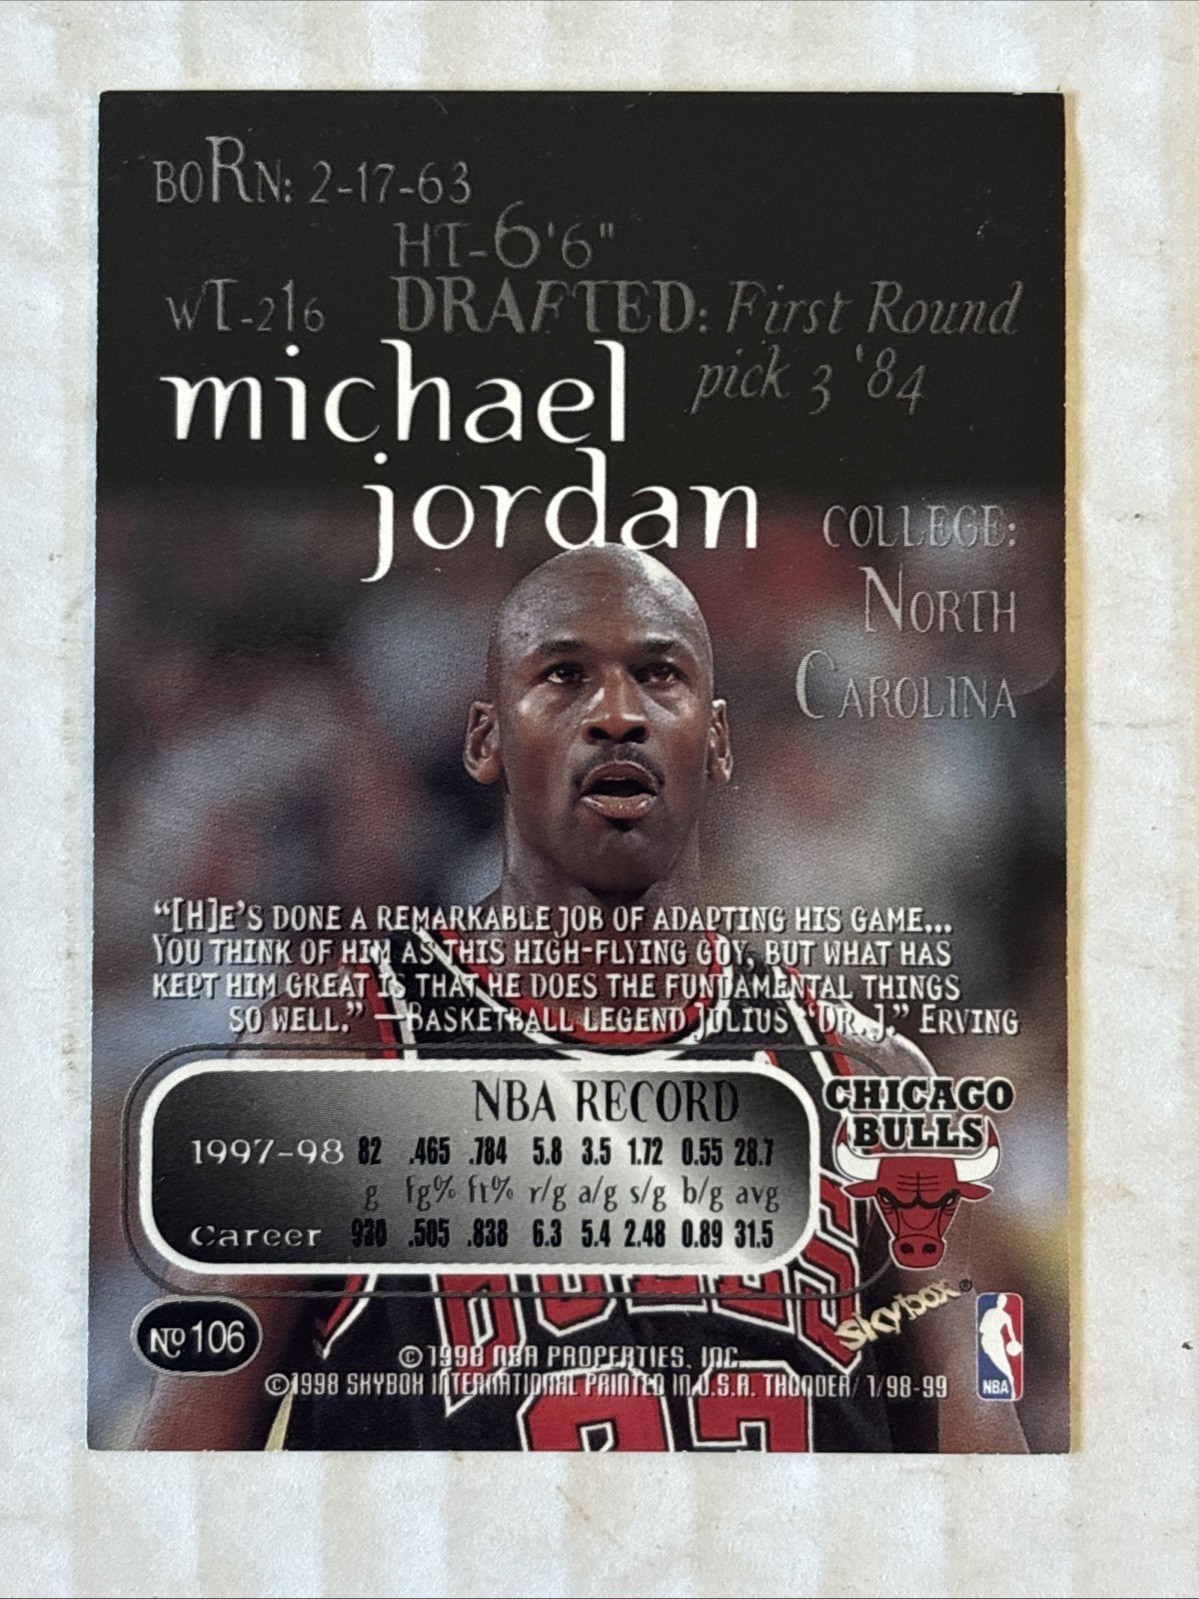 BORN: 2-17-63
HT-6'6"
WT-216
DRAFTED: First Round
pick 3 '84
michael
jordan
COLLEGE:
NORTH
CAROLINA
“[H]E’S DONE A REMARKABLE JOB OF ADAPTING HIS GAME...
YOU THINK OF HIM AS THIS HIGH-FLYING GUY, BUT WHAT HAS
KEPT HIM GREAT IS THAT HE DOES THE FUNDAMENTAL THINGS
SO WELL.” —BASKETBALL LEGEND JULIUS “DR. J.” ERVING
NBA RECORD
1997-98 82 .465 .784 5.8 3.5 1.72 0.55 28.7
g fg% ft% r/g a/g s/g b/g avg
Career 930 .505 .838 6.3 5.4 2.48 0.89 31.5
CHICAGO
BULLS
BULLS
23
Skybox®
No 106
© 1998 NBA PROPERTIES, INC.
©1998 SKYBOX INTERNATIONAL PRINTED IN U.S.A. THUNDER/ 1/98-99
NBA